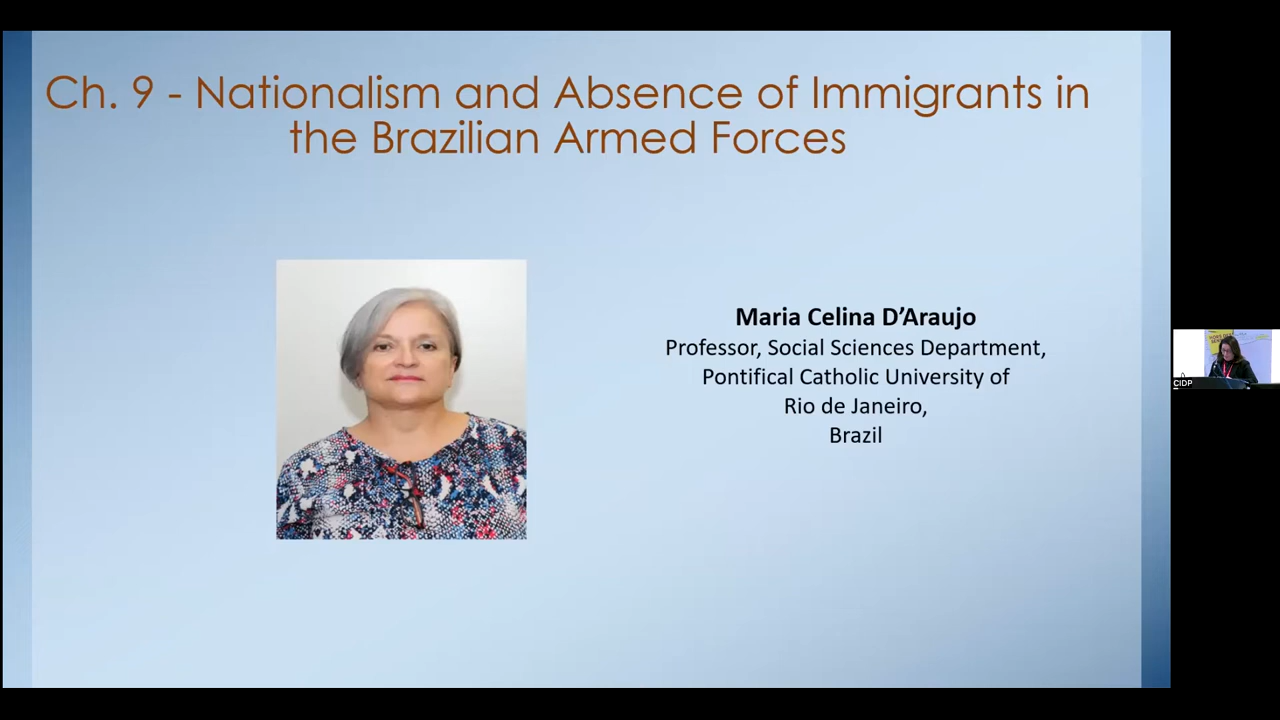 Ch. 9 - Nationalism and Absence of Immigrants in
the Brazilian Armed Forces
Maria Celina D’Araujo
Professor, Social Sciences Department,
Pontifical Catholic University of
Rio de Janeiro,
Brazil
CIDP